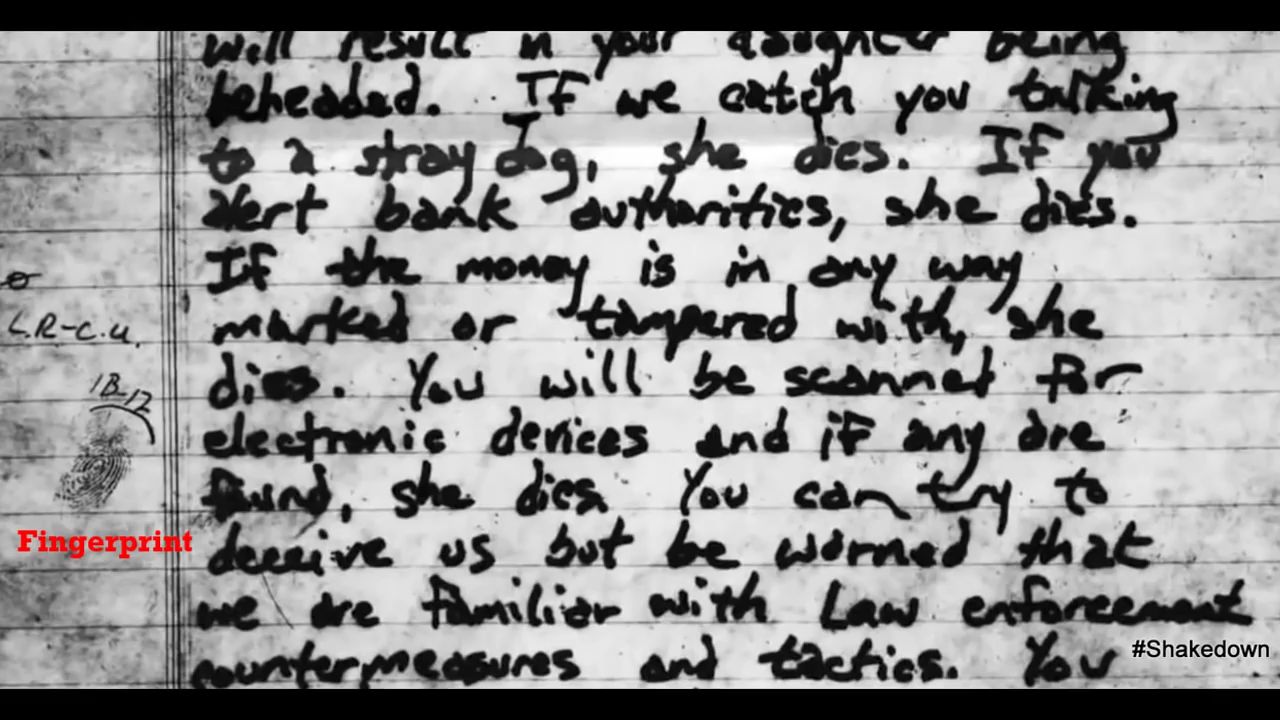 will result in your daughter being
beheaded. If we catch you talking
to a stray dog, she dies. If you
alert bank authorities, she dies.
If the money is in any way
marked or tampered with, she
dies. You will be scanned for
electronic devices and if any are
found, she dies. You can try to
deceive us but be warned that
we are familiar with Law enforcement
countermeasures and tactics. You
L.R-C.U.
1B 12
Fingerprint
#Shakedown